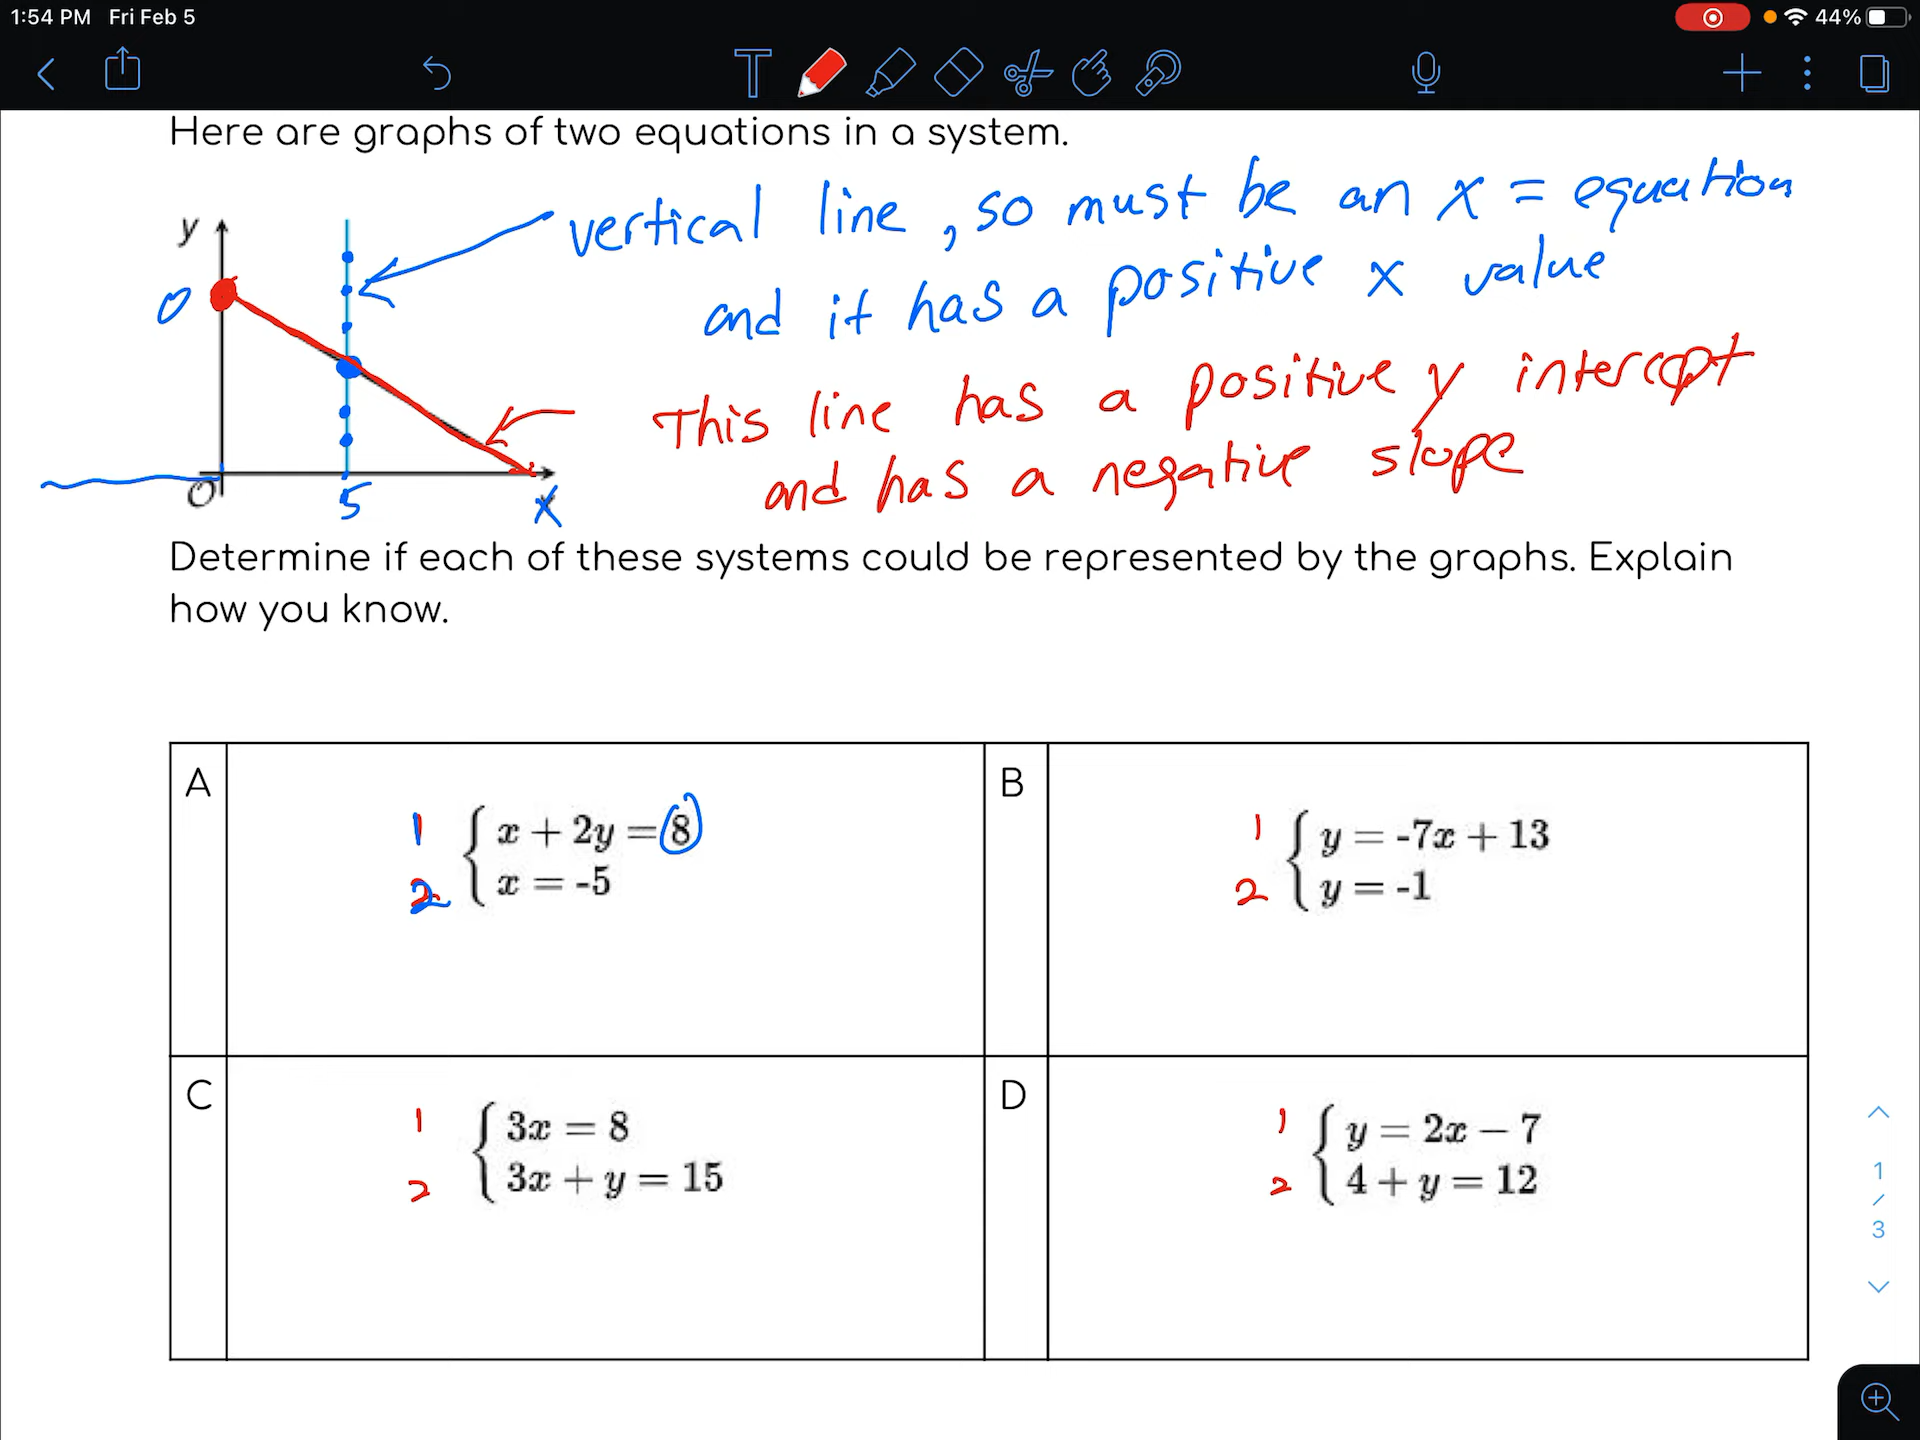 1:54 PM Fri Feb 5
44%
T
Here are graphs of two equations in a system.
vertical line, so must be an x = equation
and it has a positive x value
y
0
This line has a positive y intercept
and has a negative slope
O
5
x
Determine if each of these systems could be represented by the graphs. Explain
how you know.
A
1 x + 2y = 8
2 x = -5
B
1 y = -7x + 13
2 y = -1
C
1 3x = 8
2 3x + y = 15
D
1 y = 2x − 7
2 4 + y = 12
1
/
3